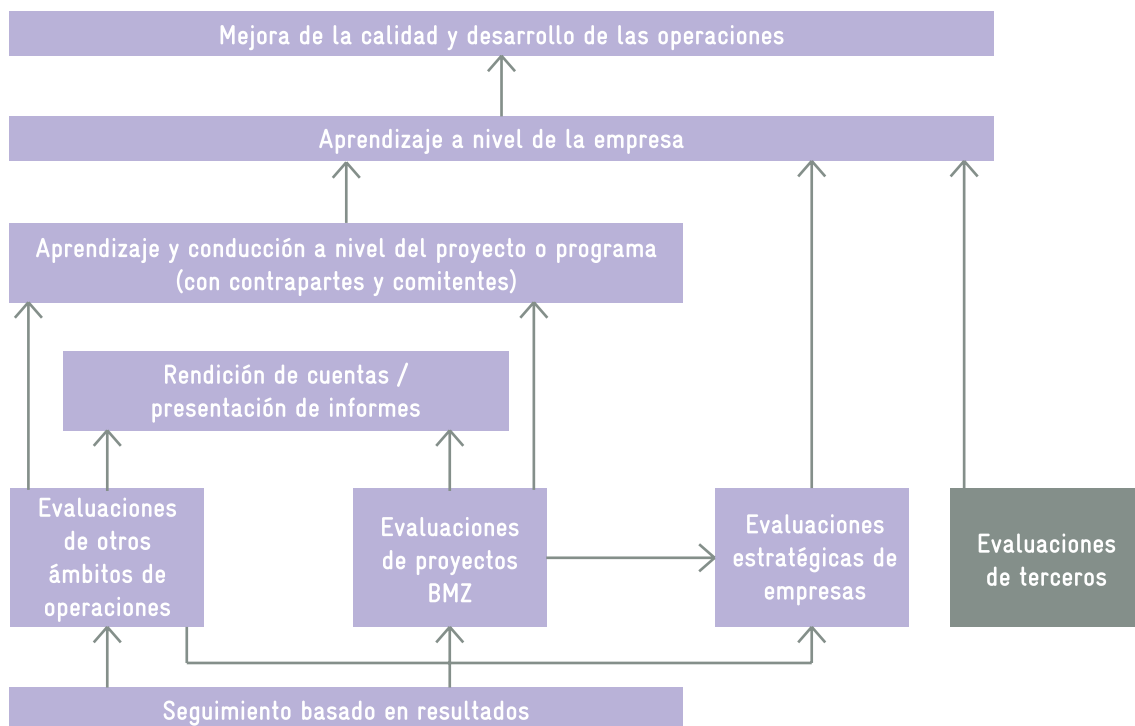 Mejora de la calidad y desarrollo de las operaciones
Aprendizaje a nivel de la empresa
Aprendizaje y conducción a nivel del proyecto o programa
(con contrapartes y comitentes)
Rendición de cuentas /
presentación de informes
Evaluaciones
de otros
ámbitos de
operaciones
Evaluaciones
de proyectos
BMZ
Evaluaciones
estratégicas de
empresas
Evaluaciones
de terceros
Seguimiento basado en resultados